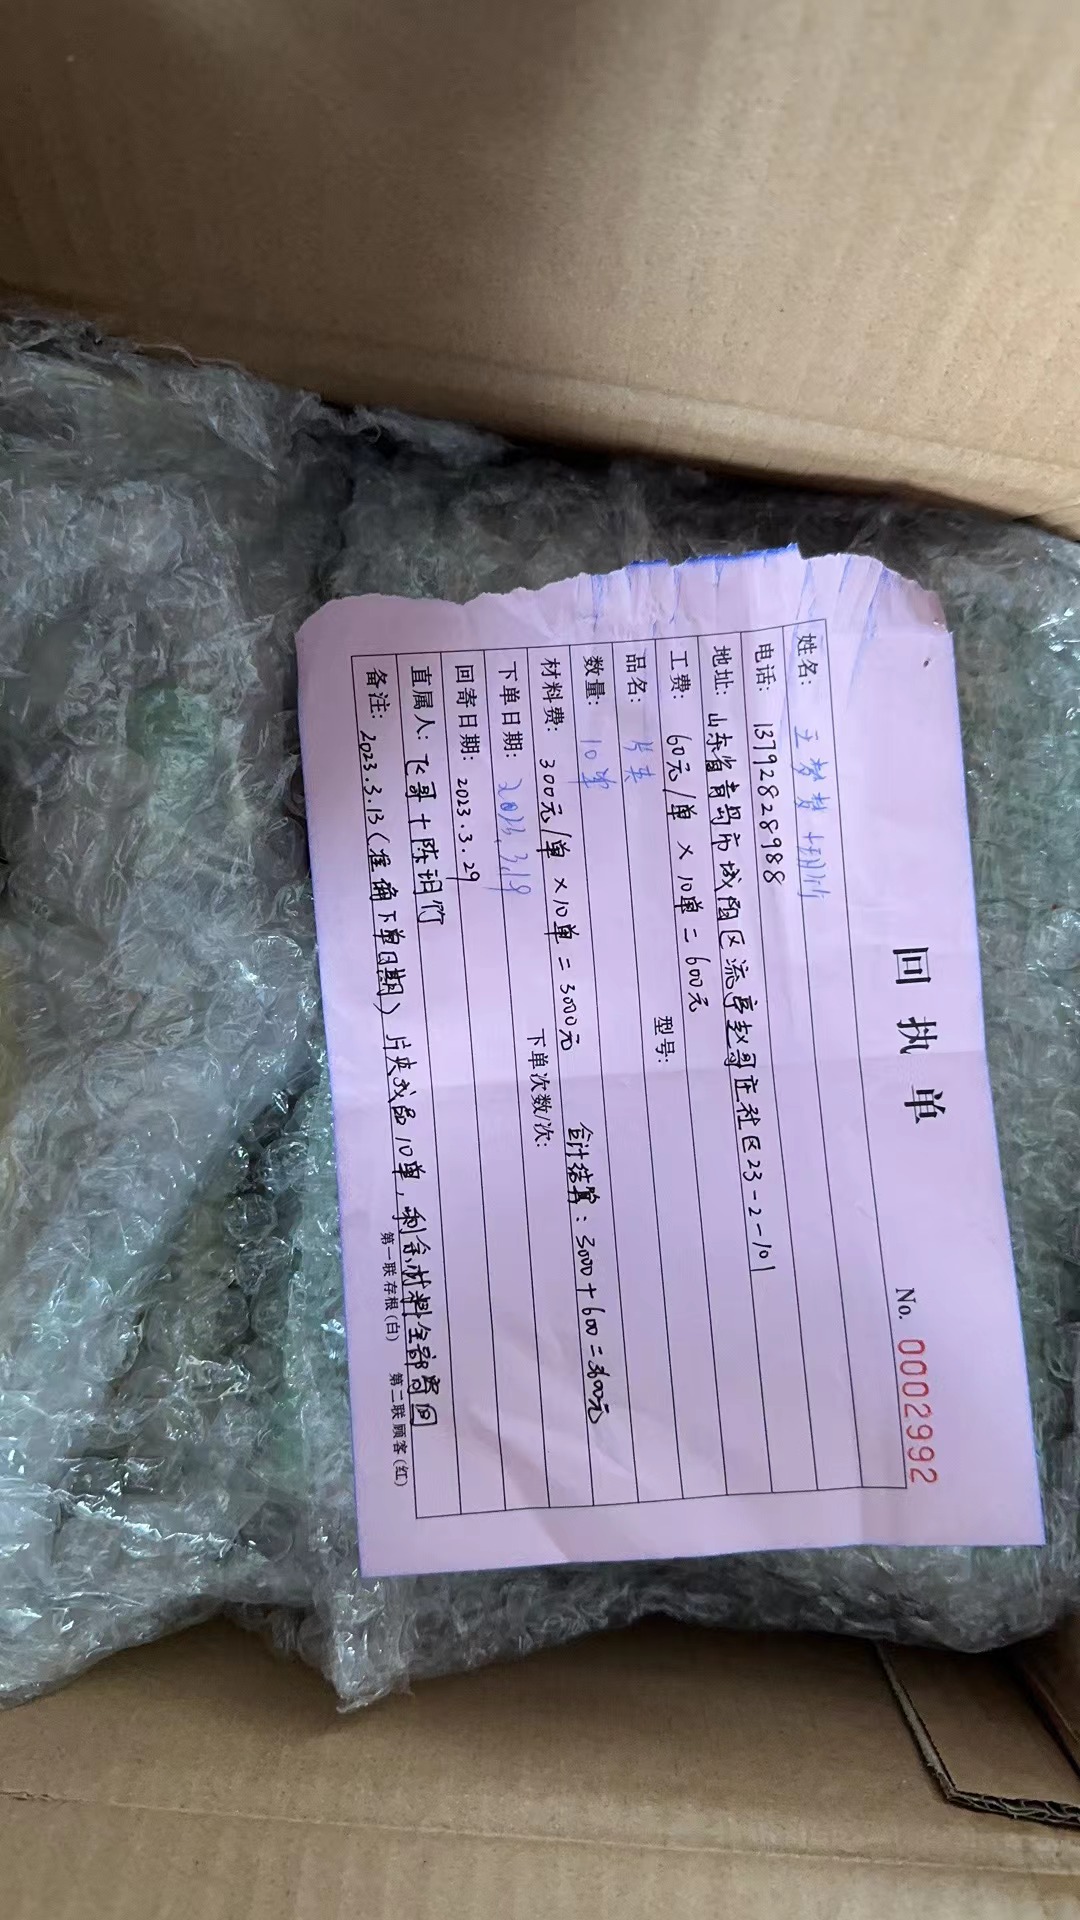 回执单
No. 0002992
姓名:
电话: 13792828988
地址: 山东省青岛市城阳区流亭赵哥庄社区23-2-101
工费: 60元/单 × 10单 = 600元
品名: 片夹 型号:
数量: 10单
材料费: 300元/单 ×10单 = 3000元 合计结算: 3000+600=3600元
下单日期: 2023.3.19 下单次数/次:
回寄日期: 2023.3.29
直属人: 飞哥+陈
备注: 2023.3.13(准确下单日期) 片夹成品10单, 剩余材料全部寄回
第一联存根(白) 第二联顾客(红)